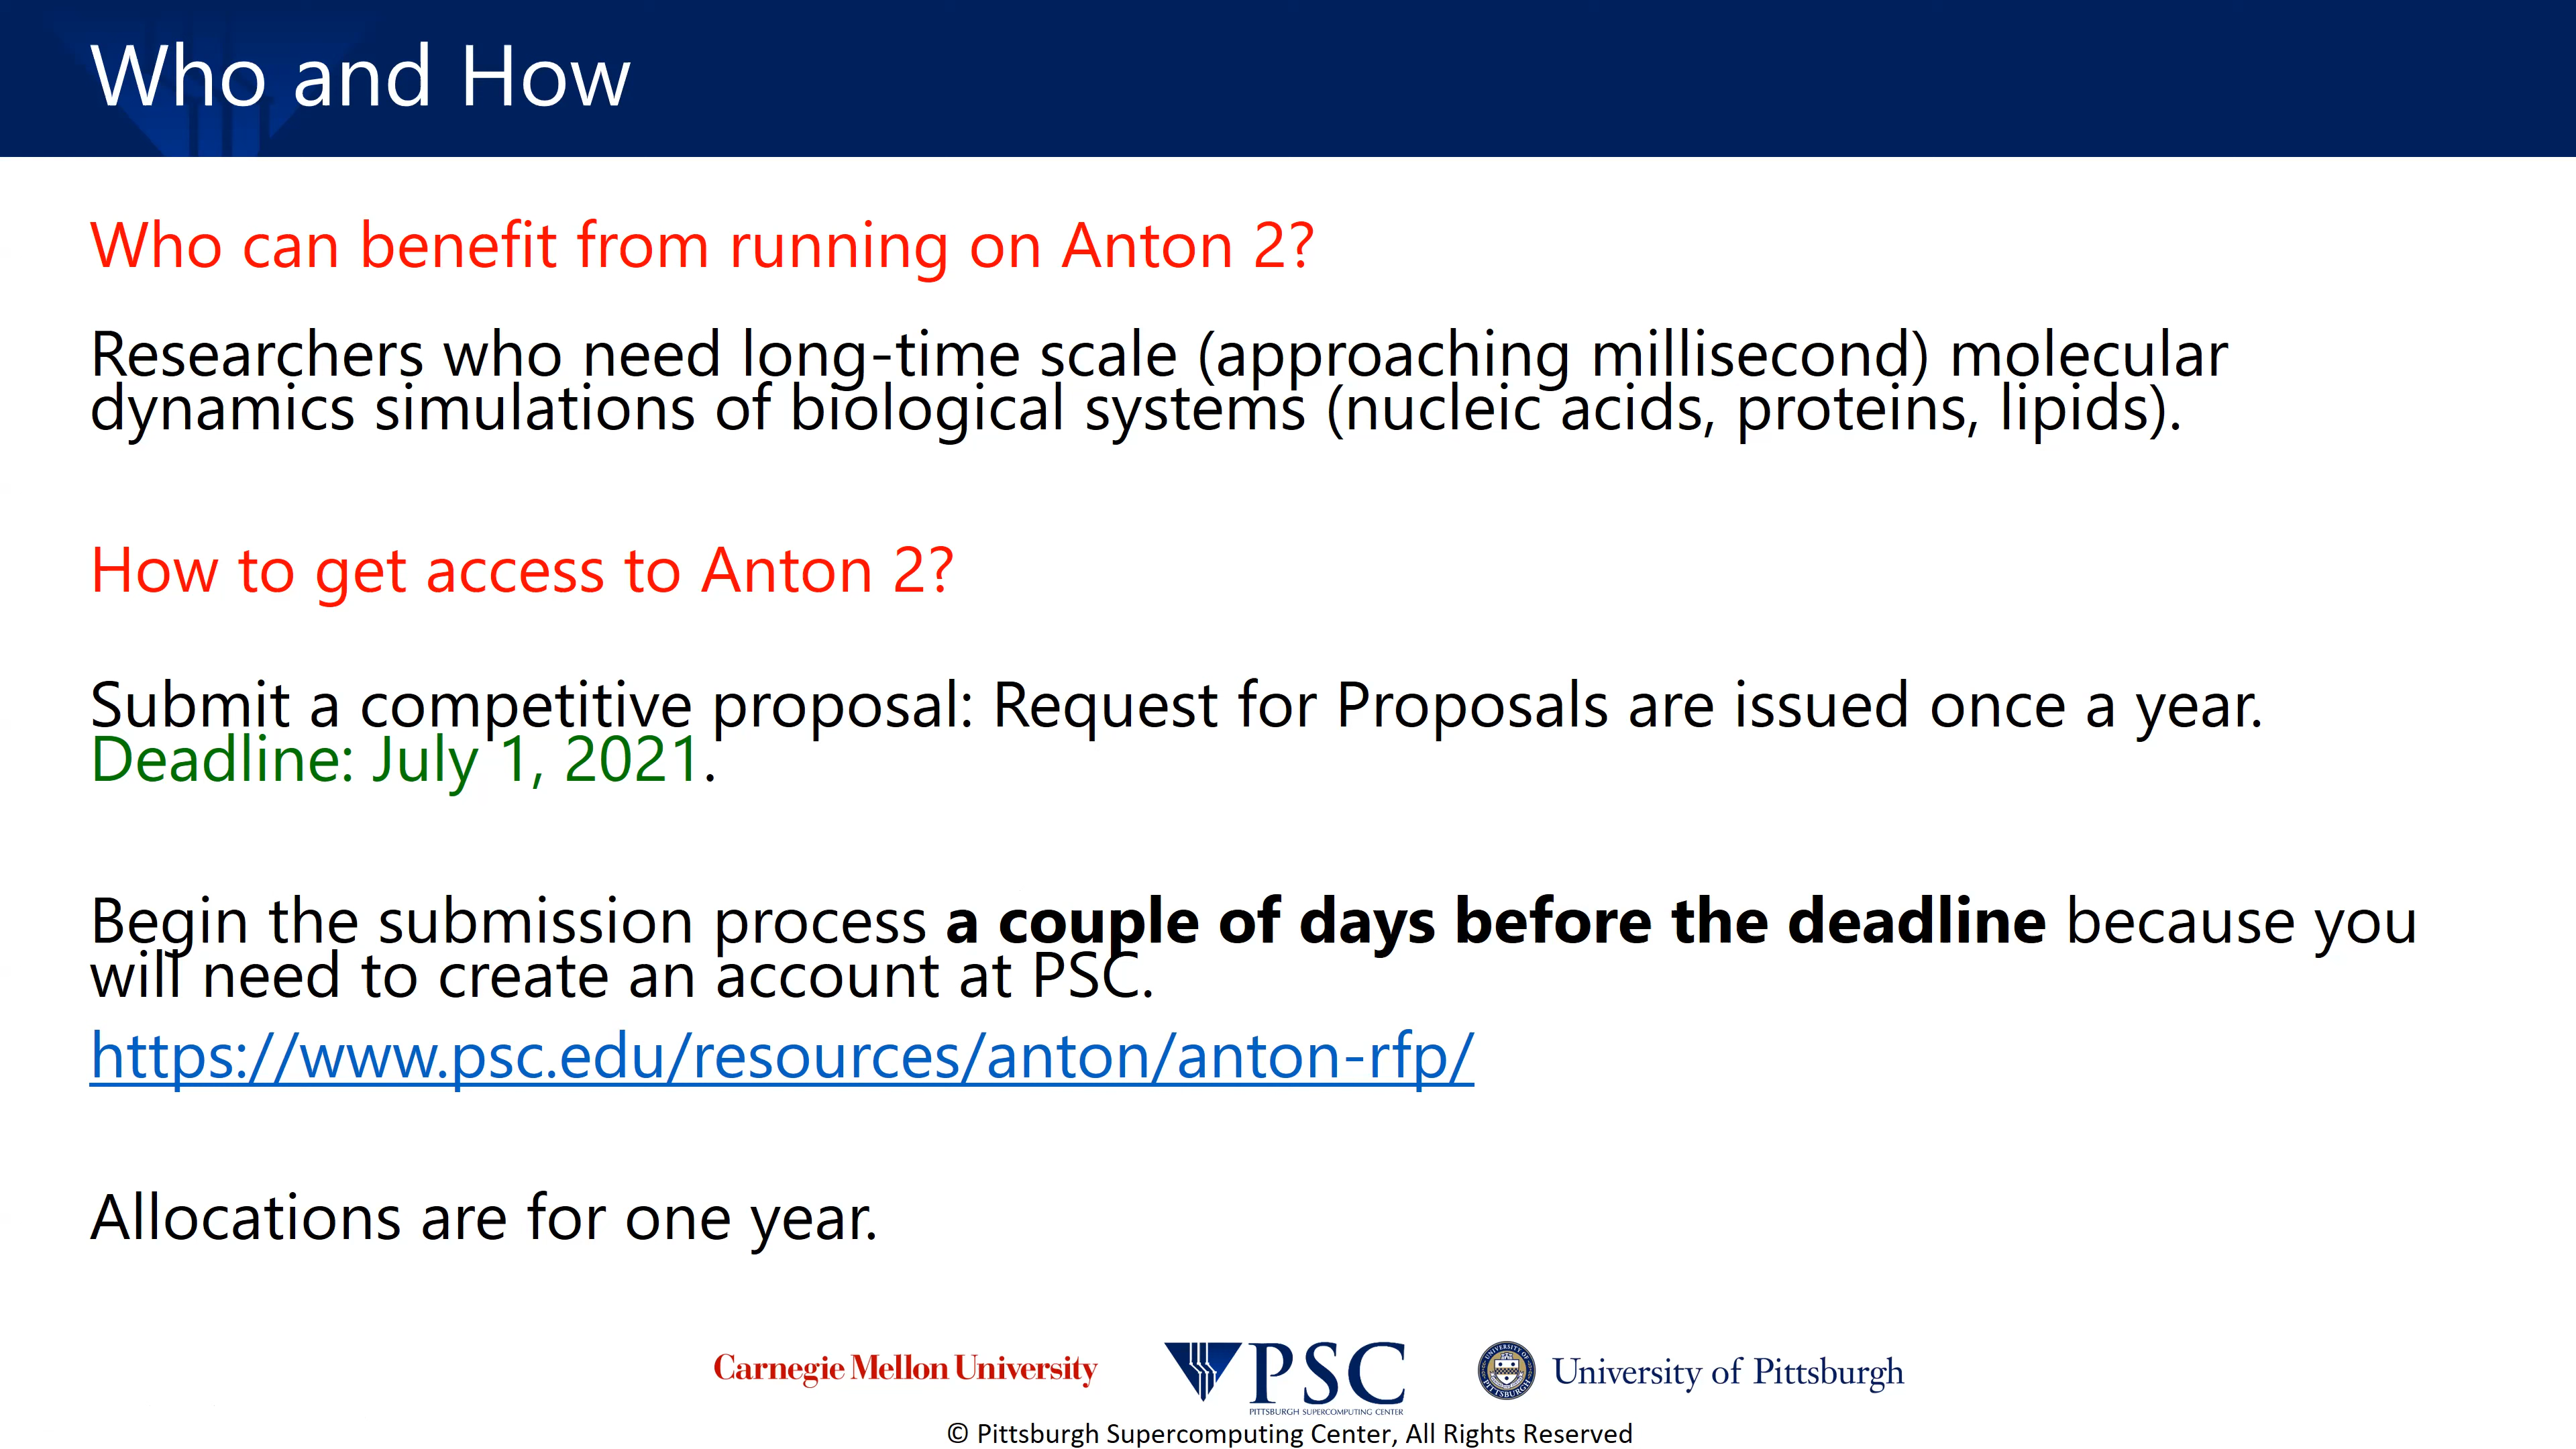 Who and How
Who can benefit from running on Anton 2?
Researchers who need long-time scale (approaching millisecond) molecular
dynamics simulations of biological systems (nucleic acids, proteins, lipids).
How to get access to Anton 2?
Submit a competitive proposal: Request for Proposals are issued once a year.
Deadline: July 1, 2021.
Begin the submission process a couple of days before the deadline because you
will need to create an account at PSC.
https://www.psc.edu/resources/anton/anton-rfp/
Allocations are for one year.
Carnegie Mellon University
PSC
PITTSBURGH SUPERCOMPUTING CENTER
UNIVERSITY OF PITTSBURGH
University of Pittsburgh
© Pittsburgh Supercomputing Center, All Rights Reserved